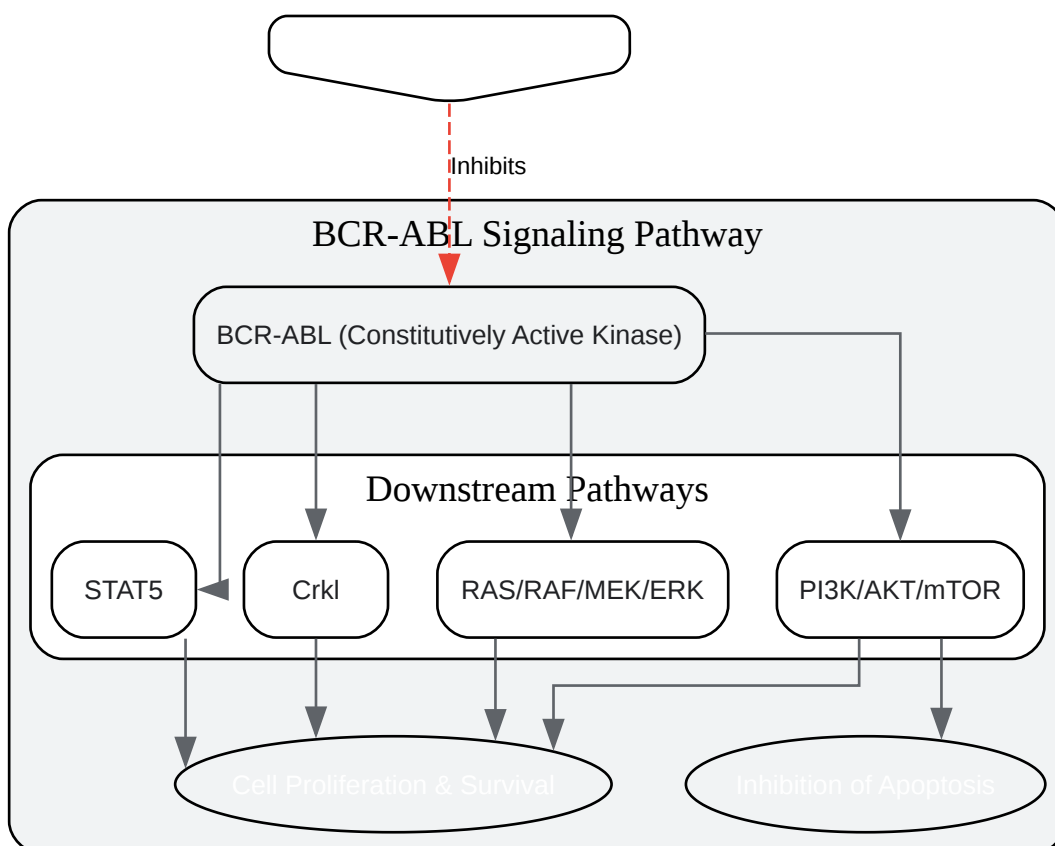 Inhibits
BCR-ABL Signaling Pathway
BCR-ABL (Constitutively Active Kinase)
Downstream Pathways
STAT5
Crkl
RAS/RAF/MEK/ERK
PI3K/AKT/mTOR
Cell Proliferation & Survival
Inhibition of Apoptosis